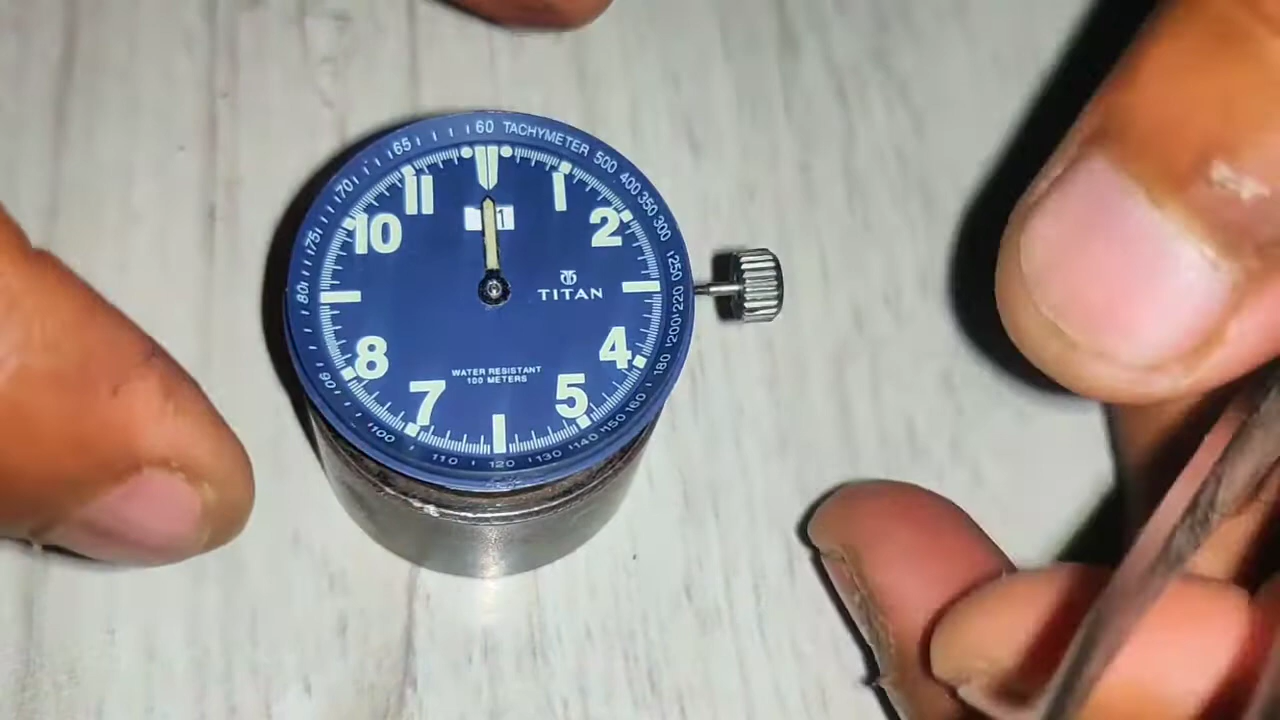 60 TACHYMETER 500 400 350 300 250 220 200 180 160 150 140 130 120 110 100 90 80 75 70 65
11 1
10 1 2
TITAN
8 4
7 5
WATER RESISTANT
100 METERS